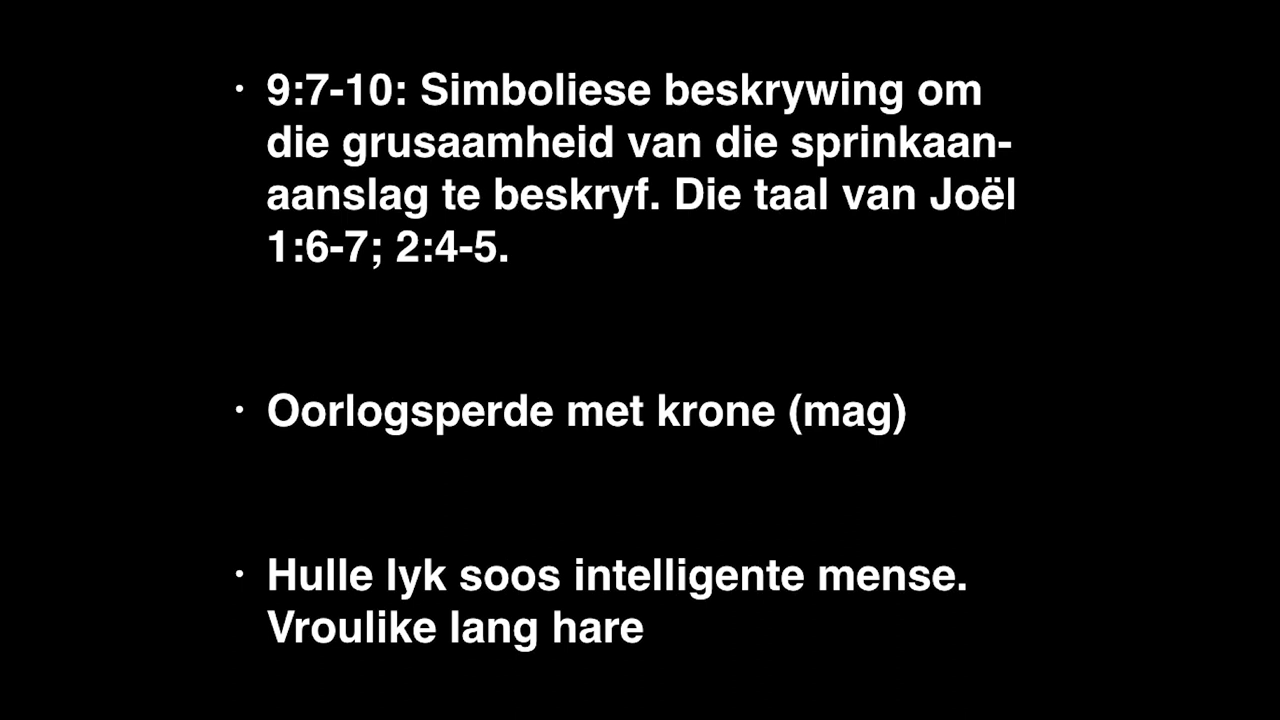 • 9:7-10: Simboliese beskrywing om
die grusaamheid van die sprinkaan-
aanslag te beskryf. Die taal van Joël
1:6-7; 2:4-5.
• Oorlogsperde met krone (mag)
• Hulle lyk soos intelligente mense.
Vroulike lang hare